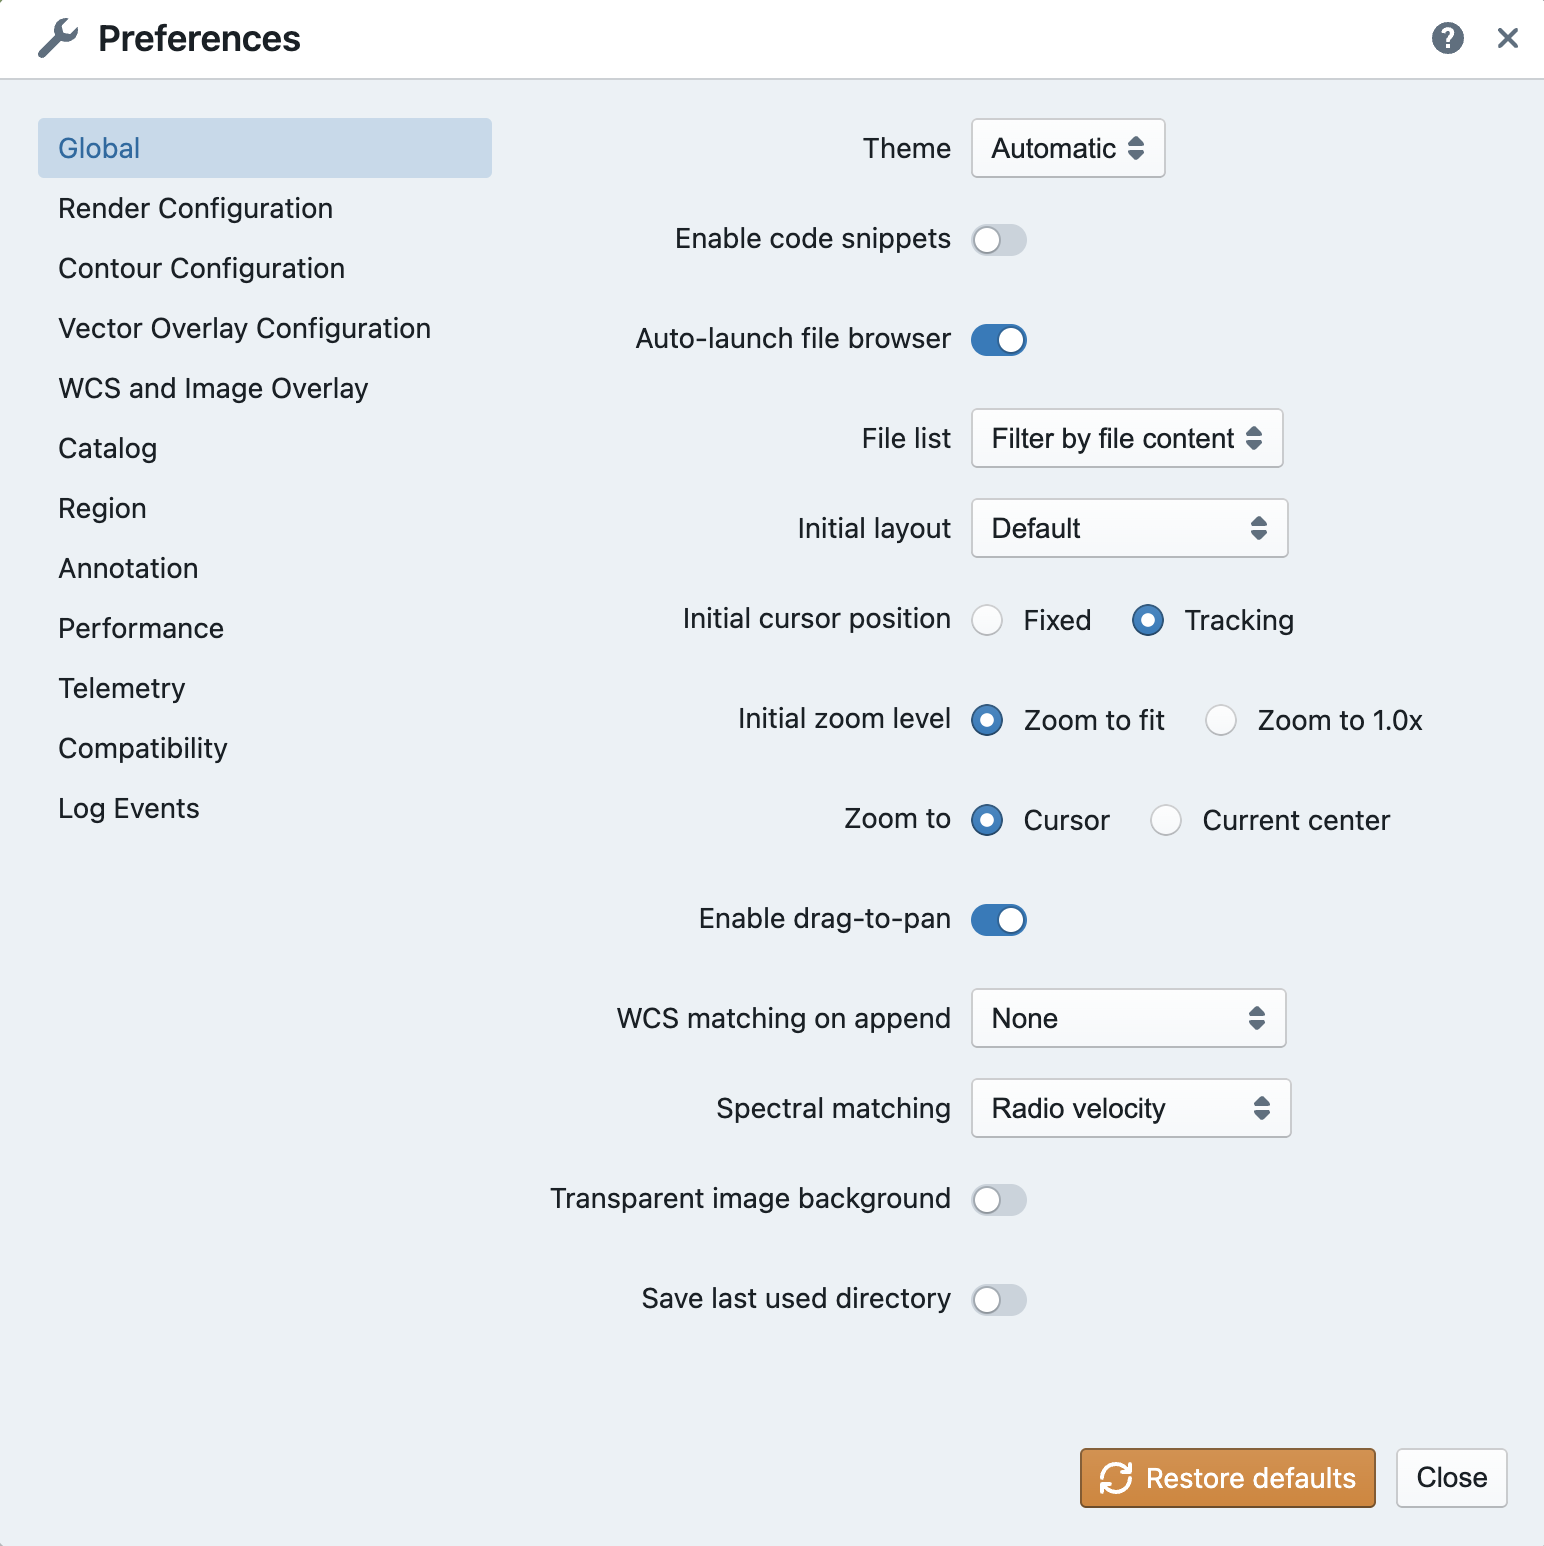 Preferences
Global
Render Configuration
Contour Configuration
Vector Overlay Configuration
WCS and Image Overlay
Catalog
Region
Annotation
Performance
Telemetry
Compatibility
Log Events
Theme Automatic
Enable code snippets
Auto-launch file browser
File list Filter by file content
Initial layout Default
Initial cursor position Fixed Tracking
Initial zoom level Zoom to fit Zoom to 1.0x
Zoom to Cursor Current center
Enable drag-to-pan
WCS matching on append None
Spectral matching Radio velocity
Transparent image background
Save last used directory
Restore defaults Close